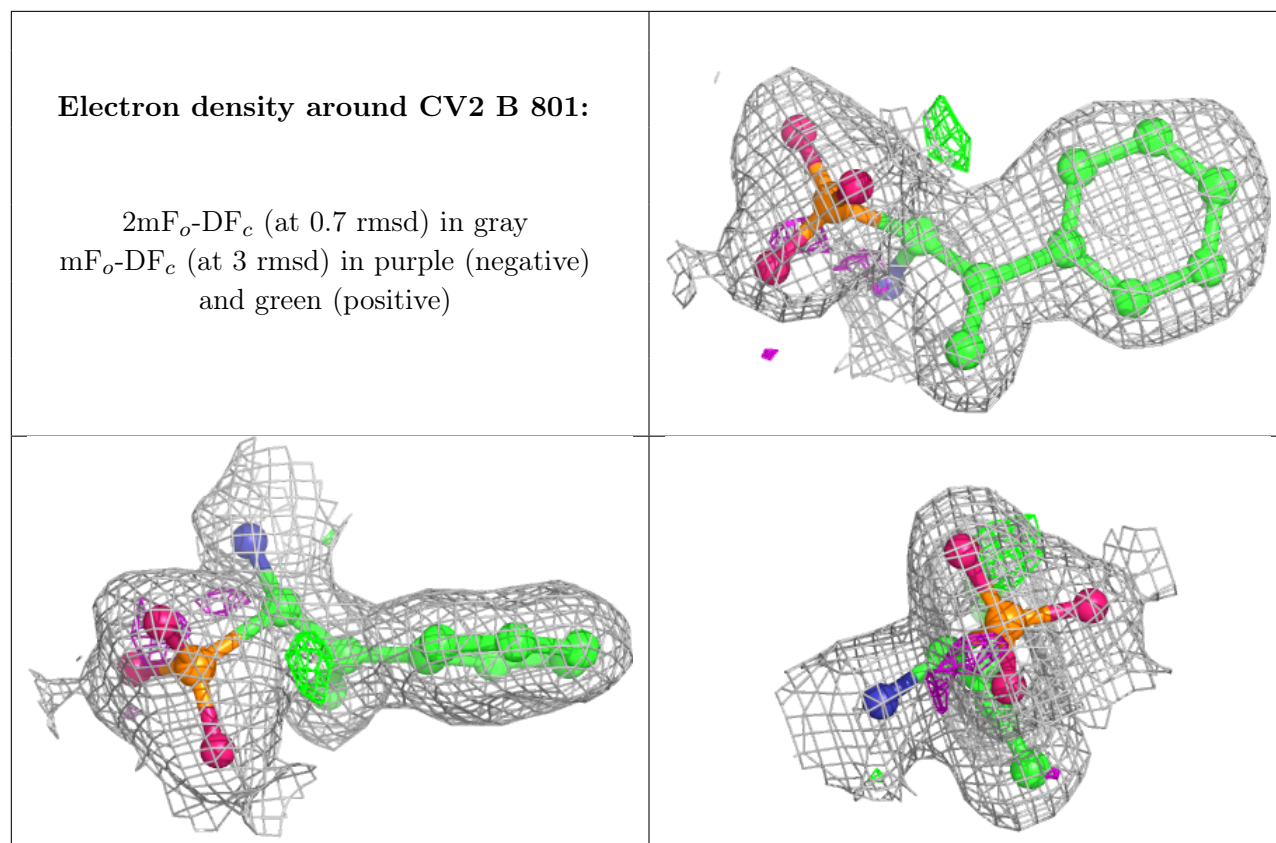 Electron density around CV2 B 801:
2mFₒ-DF𝒸 (at 0.7 rmsd) in gray
mFₒ-DF𝒸 (at 3 rmsd) in purple (negative)
and green (positive)